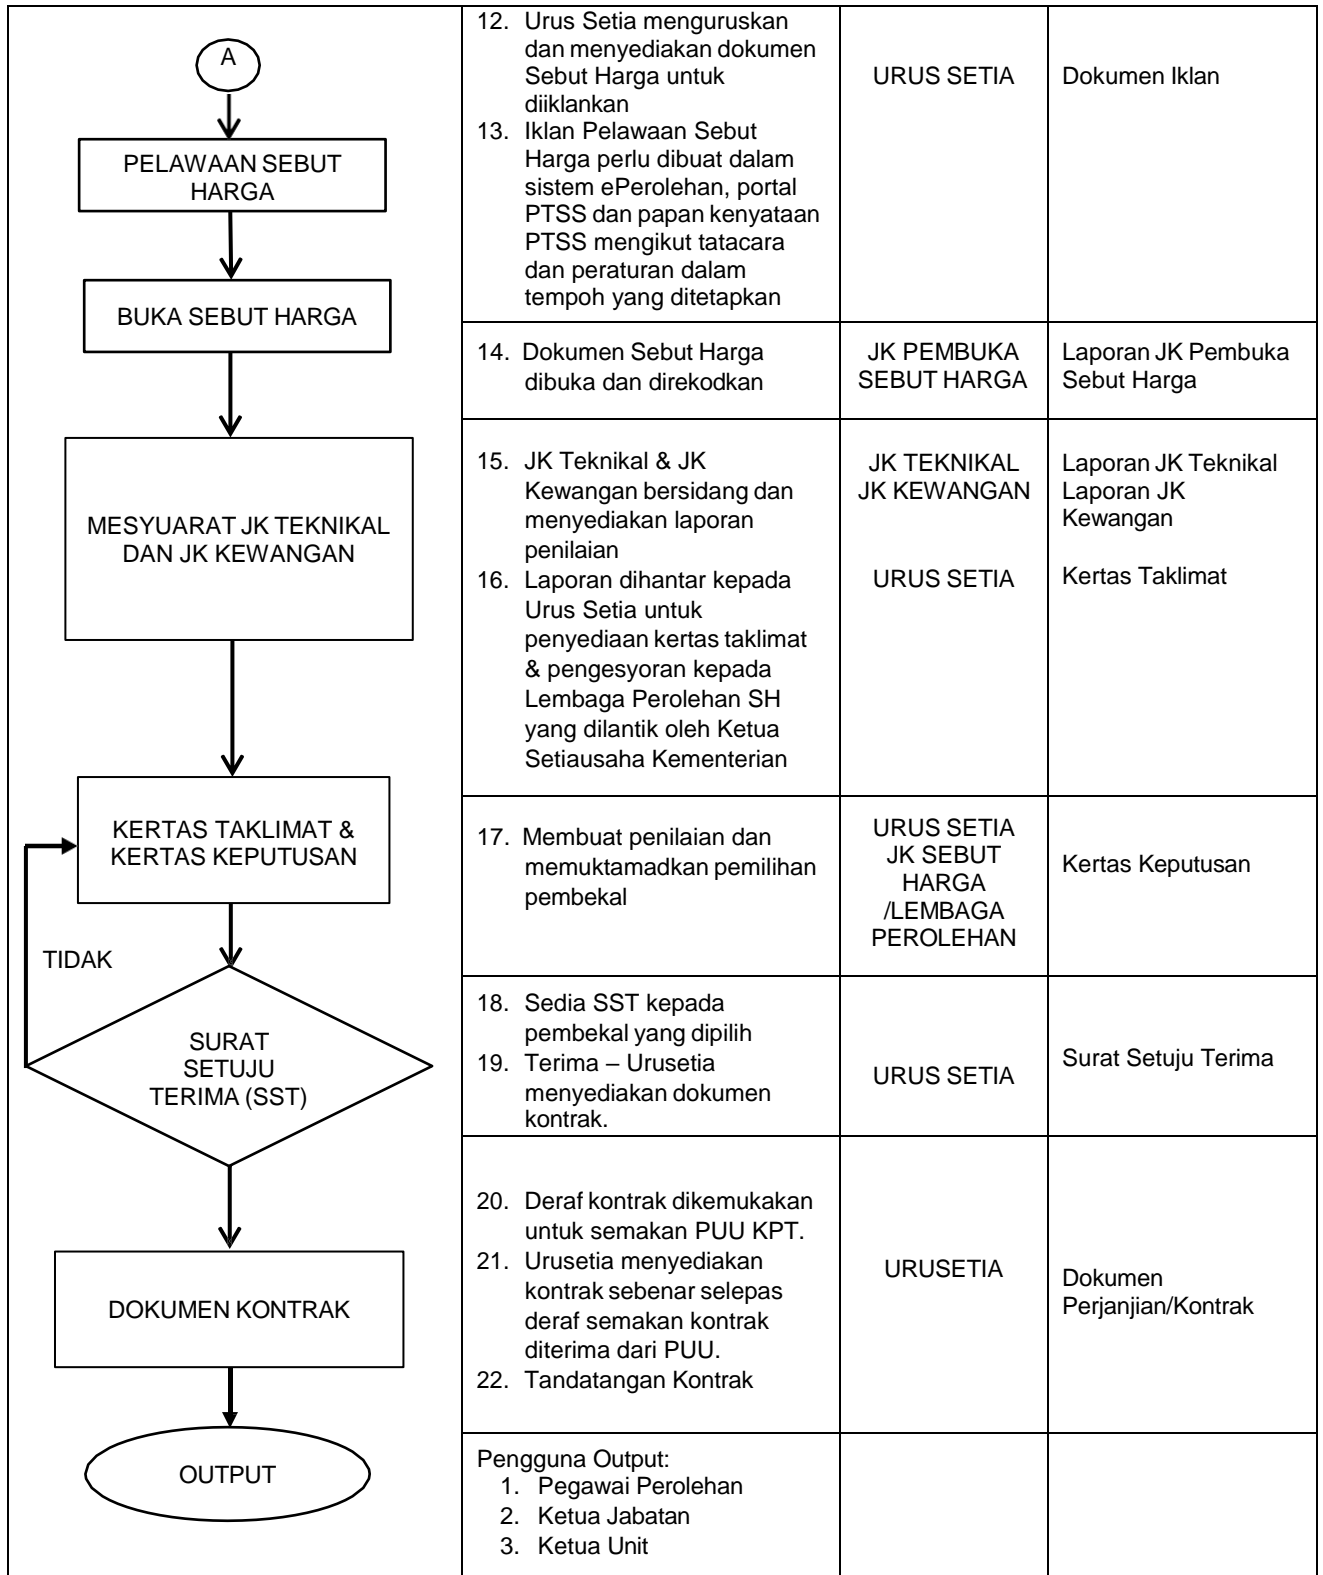 A
PELAWAAN SEBUT
HARGA
BUKA SEBUT HARGA
MESYUARAT JK TEKNIKAL
DAN JK KEWANGAN
KERTAS TAKLIMAT &
KERTAS KEPUTUSAN
TIDAK
SURAT
SETUJU
TERIMA (SST)
DOKUMEN KONTRAK
OUTPUT
12. Urus Setia menguruskan
dan menyediakan dokumen
Sebut Harga untuk
diiklankan
13. Iklan Pelawaan Sebut
Harga perlu dibuat dalam
sistem ePerolehan, portal
PTSS dan papan kenyataan
PTSS mengikut tatacara
dan peraturan dalam
tempoh yang ditetapkan
URUS SETIA
Dokumen Iklan
14. Dokumen Sebut Harga
dibuka dan direkodkan
JK PEMBUKA
SEBUT HARGA
Laporan JK Pembuka
Sebut Harga
15. JK Teknikal & JK
Kewangan bersidang dan
menyediakan laporan
penilaian
16. Laporan dihantar kepada
Urus Setia untuk
penyediaan kertas taklimat
& pengesyoran kepada
Lembaga Perolehan SH
yang dilantik oleh Ketua
Setiausaha Kementerian
JK TEKNIKAL
JK KEWANGAN
URUS SETIA
Laporan JK Teknikal
Laporan JK
Kewangan
Kertas Taklimat
17. Membuat penilaian dan
memuktamadkan pemilihan
pembekal
URUS SETIA
JK SEBUT
HARGA
/LEMBAGA
PEROLEHAN
Kertas Keputusan
18. Sedia SST kepada
pembekal yang dipilih
19. Terima – Urusetia
menyediakan dokumen
kontrak.
URUS SETIA
Surat Setuju Terima
20. Deraf kontrak dikemukakan
untuk semakan PUU KPT.
21. Urusetia menyediakan
kontrak sebenar selepas
deraf semakan kontrak
diterima dari PUU.
22. Tandatangan Kontrak
URUSETIA
Dokumen
Perjanjian/Kontrak
Pengguna Output:
1. Pegawai Perolehan
2. Ketua Jabatan
3. Ketua Unit